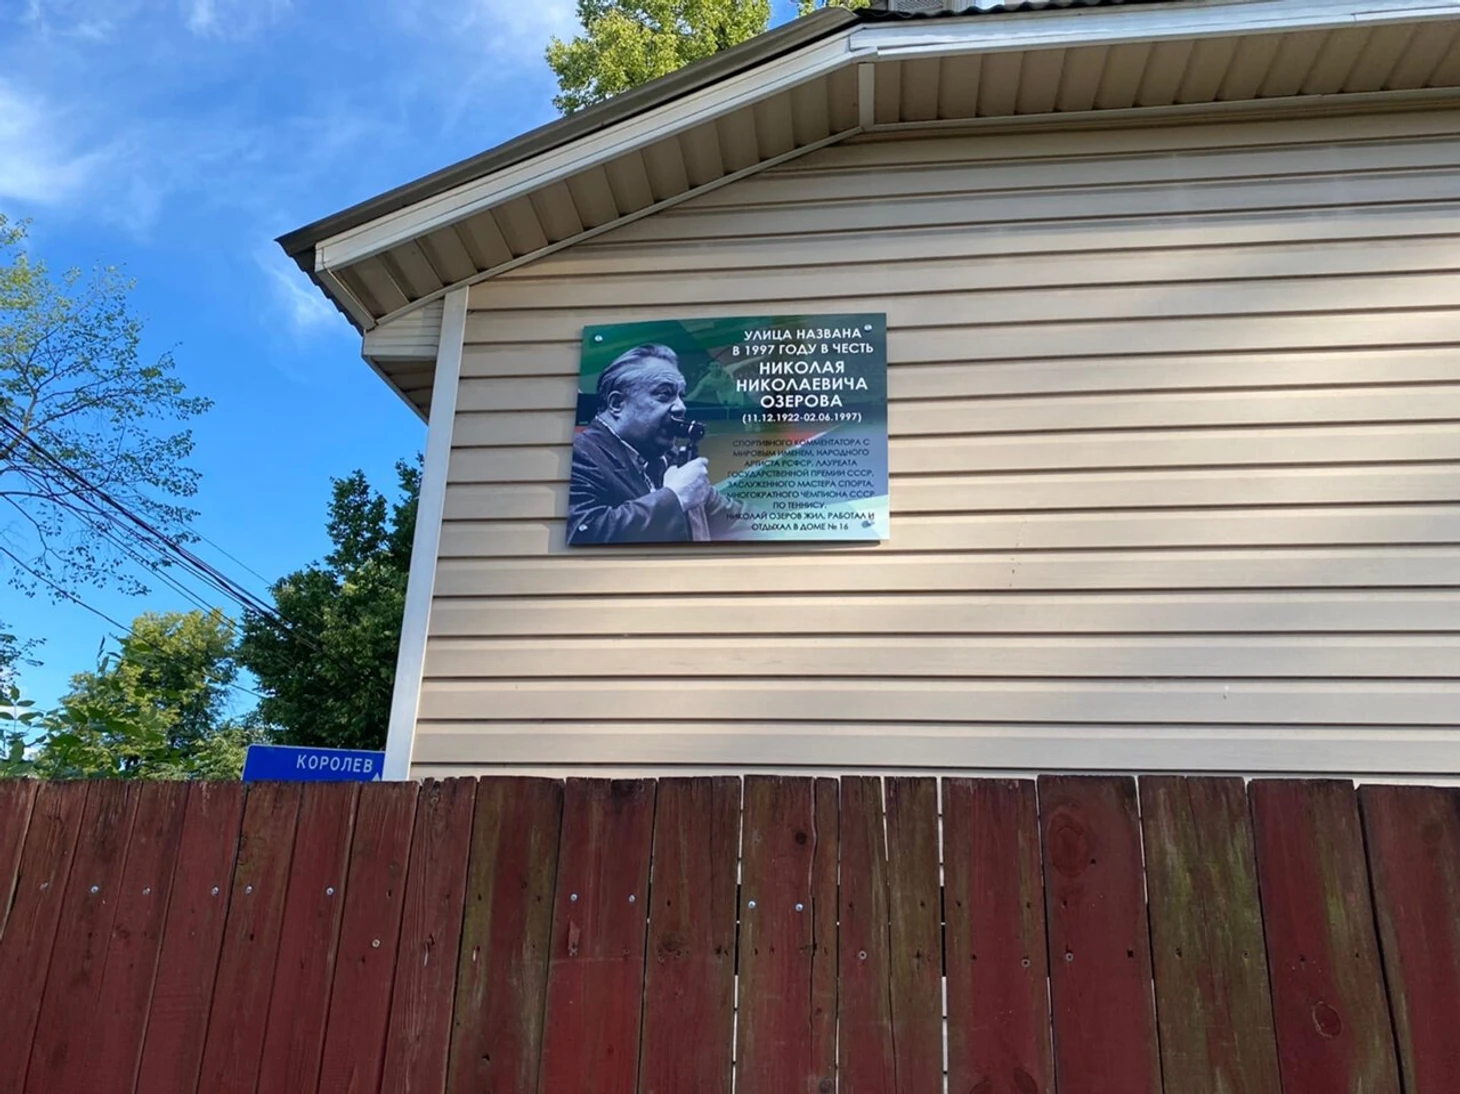 УЛИЦА НАЗВАНА
В 1997 ГОДУ В ЧЕСТЬ
НИКОЛАЯ
НИКОЛАЕВИЧА
ОЗЕРОВА
(11.12.1922-02.06.1997)
СПОРТИВНОГО КОММЕНТАТОРА С
МИРОВЫМ ИМЕНЕМ, НАРОДНОГО
АРТИСТА РСФСР, ЛАУРЕАТА
ГОСУДАРСТВЕННОЙ ПРЕМИИ СССР,
ЗАСЛУЖЕННОГО МАСТЕРА СПОРТА,
МНОГОКРАТНОГО ЧЕМПИОНА СССР
ПО ТЕННИСУ.
НИКОЛАЙ ОЗЕРОВ ЖИЛ, РАБОТАЛ И
ОТДЫХАЛ В ДОМЕ № 16
КОРОЛЕВ